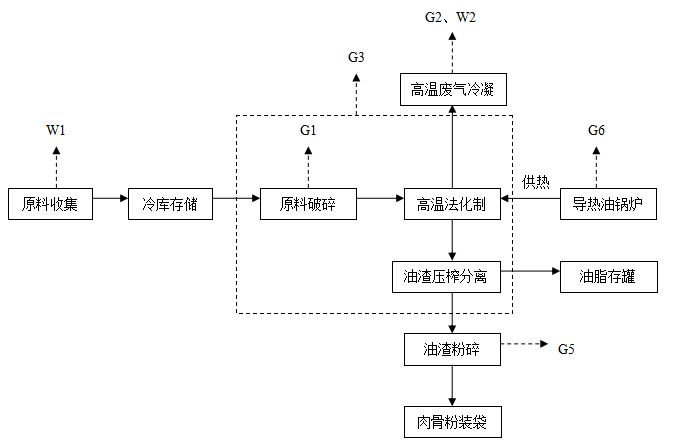 G2、W2
G3
高温废气冷凝
W1
G1
G6
供热
原料收集
冷库存储
原料破碎
高温法化制
导热油锅炉
油渣压榨分离
油脂存罐
油渣粉碎
G5
肉骨粉装袋